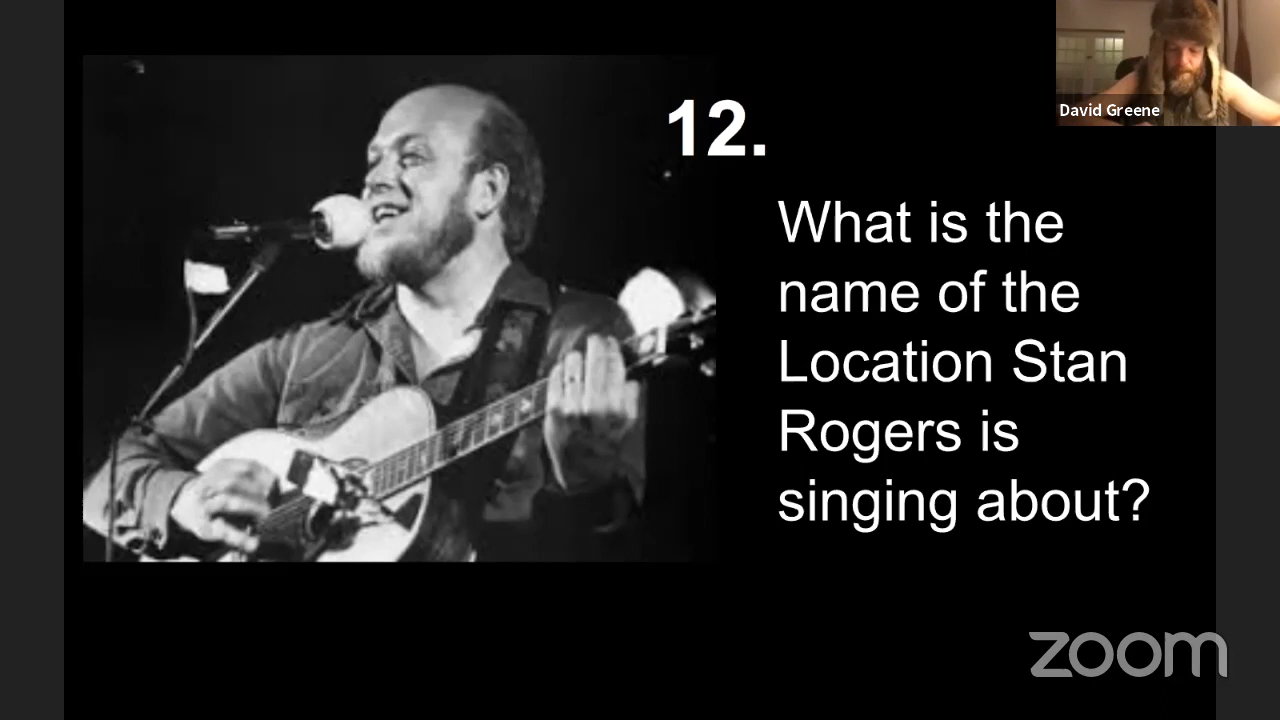 David Greene
12.
What is the
name of the
Location Stan
Rogers is
singing about?
zoom